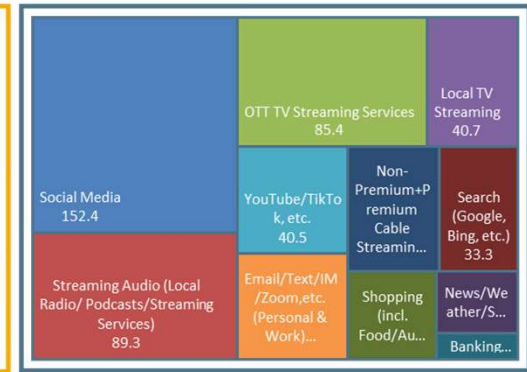 Social Media
152.4
Streaming Audio (Local
Radio/ Podcasts/Streaming
Services)
89.3
OTT TV Streaming Services
85.4
Local TV
Streaming
40.7
YouTube/TikTo
k, etc.
40.5
Non-
Premium+P
remium
Cable
Streamin...
Search
(Google,
Bing, etc.)
33.3
Email/Text/IM
/Zoom,etc.
(Personal &
Work)...
Shopping
(incl.
Food/Au...
News/We
ather/S...
Banking...